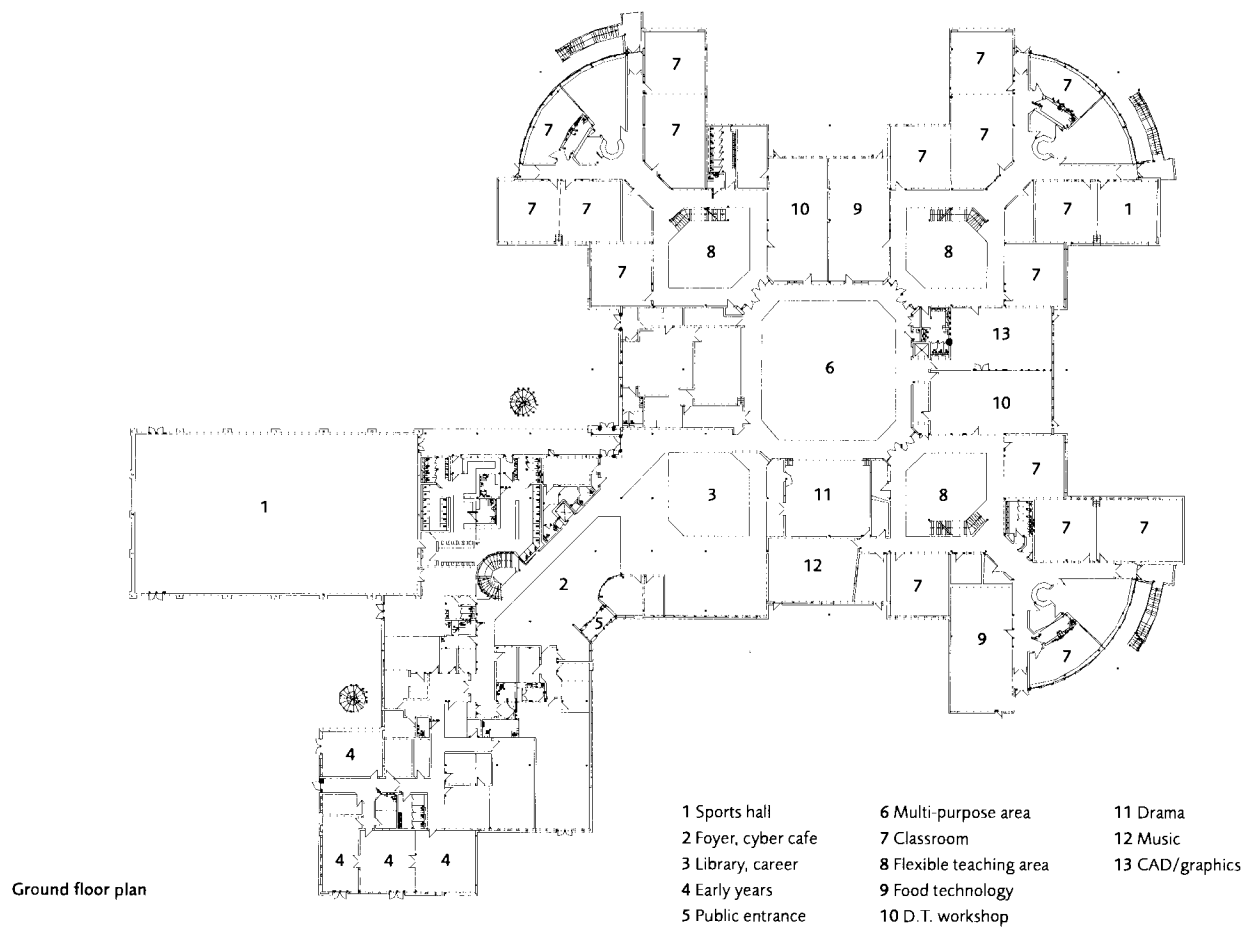 7
7
7
7
7
7
7
7
7
7
7
7
1
10
9
8
8
7
7
13
6
10
7
1
3
11
8
7
7
2
12
7
5
9
7
4
4
4
4
1 Sports hall
2 Foyer, cyber cafe
3 Library, career
4 Early years
5 Public entrance
6 Multi-purpose area
7 Classroom
8 Flexible teaching area
9 Food technology
10 D.T. workshop
11 Drama
12 Music
13 CAD/graphics
Ground floor plan